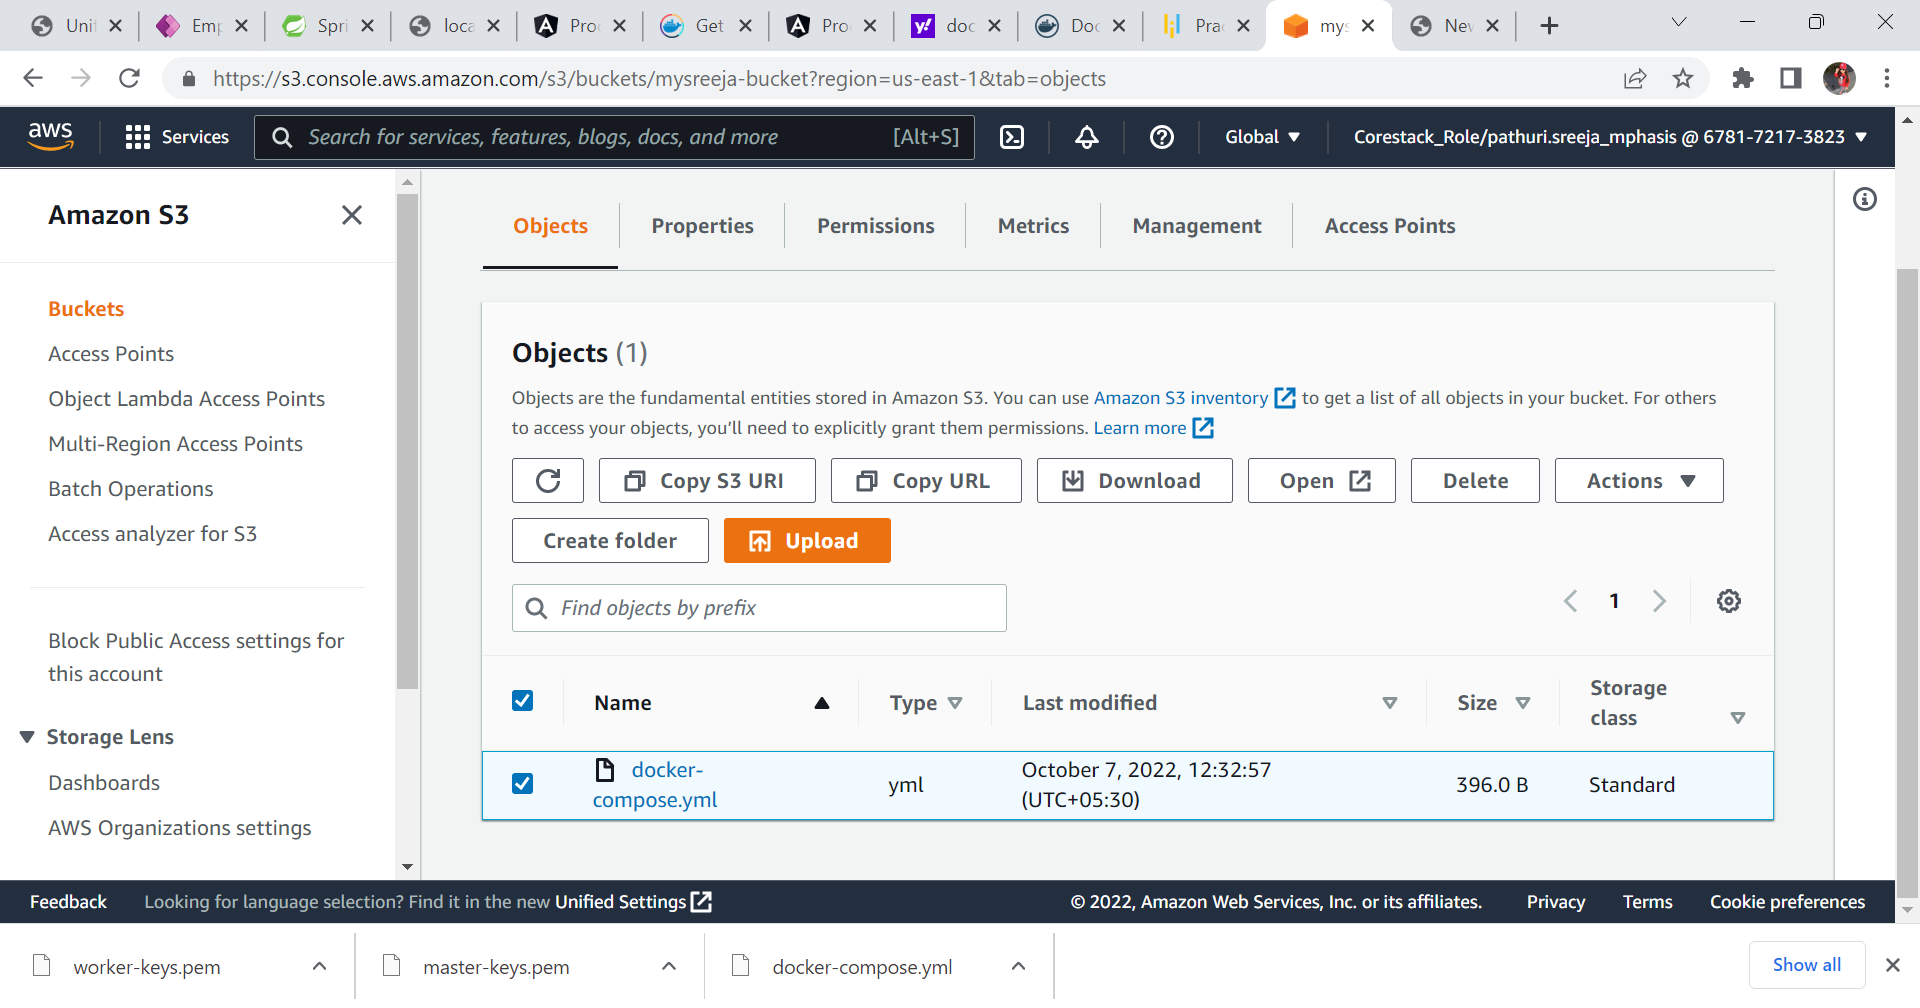 Unif
Emp
Spri
loca
Pro
Get
Pro
doc
Doc
Prac
mys
New
https://s3.console.aws.amazon.com/s3/buckets/mysreeja-bucket?region=us-east-1&tab=objects
aws
Services
Search for services, features, blogs, docs, and more
[Alt+S]
Global
Corestack_Role/pathuri.sreeja_mphasis @ 6781-7217-3823
Amazon S3
Buckets
Access Points
Object Lambda Access Points
Multi-Region Access Points
Batch Operations
Access analyzer for S3
Block Public Access settings for
this account
Storage Lens
Dashboards
AWS Organizations settings
Objects
Properties
Permissions
Metrics
Management
Access Points
Objects (1)
Objects are the fundamental entities stored in Amazon S3. You can use Amazon S3 inventory to get a list of all objects in your bucket. For others
to access your objects, you'll need to explicitly grant them permissions. Learn more
Copy S3 URI
Copy URL
Download
Open
Delete
Actions
Create folder
Upload
Find objects by prefix
1
Name
Type
Last modified
Size
Storage
class
docker-
compose.yml
yml
October 7, 2022, 12:32:57
(UTC+05:30)
396.0 B
Standard
Feedback
Looking for language selection? Find it in the new Unified Settings
© 2022, Amazon Web Services, Inc. or its affiliates.
Privacy
Terms
Cookie preferences
worker-keys.pem
master-keys.pem
docker-compose.yml
Show all